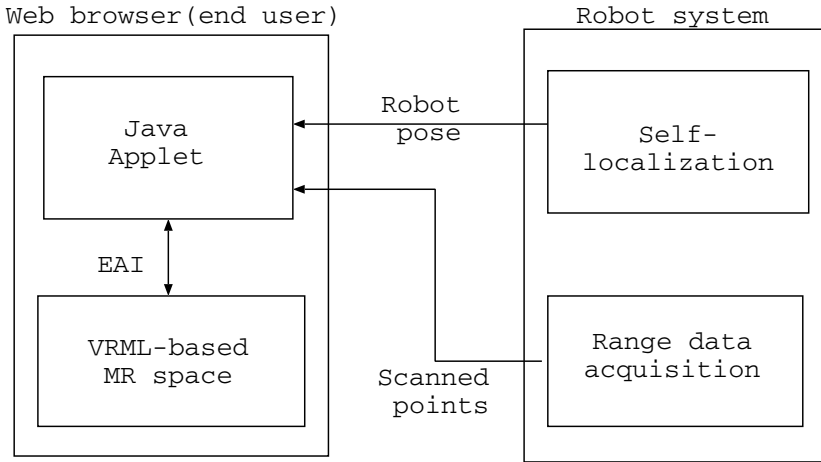 Web browser(end user)
Robot system
Java
Applet
Robot
pose
Self-
localization
EAI
VRML-based
MR space
Scanned
points
Range data
acquisition